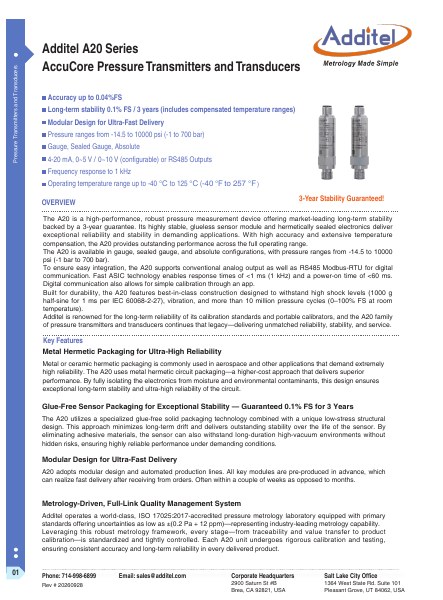 Pressure Transmitters and Transducers
Additel A20 Series
AccuCore Pressure Transmitters and Transducers
Additel
Metrology Made Simple
Accuracy up to 0.04%FS
Long-term stability 0.1% FS / 3 years (includes compensated temperature ranges)
Modular Design for Ultra-Fast Delivery
Pressure ranges from -14.5 to 10000 psi (-1 to 700 bar)
Gauge, Sealed Gauge, Absolute
4-20 mA, 0–5 V / 0–10 V (configurable) or RS485 Outputs
Frequency response to 1 kHz
Operating temperature range up to -40 °C to 125 °C (-40 °F to 257 °F)
3-Year Stability Guaranteed!
OVERVIEW
The A20 is a high-performance, robust pressure measurement device offering market-leading long-term stability
backed by a 3-year guarantee. Its highly stable, glueless sensor module and hermetically sealed electronics deliver
exceptional reliability and stability in demanding applications. With high accuracy and extensive temperature
compensation, the A20 provides outstanding performance across the full operating range.
The A20 is available in gauge, sealed gauge, and absolute configurations, with pressure ranges from -14.5 to 10000
psi (-1 bar to 700 bar).
To ensure easy integration, the A20 supports conventional analog output as well as RS485 Modbus-RTU for digital
communication. Fast ASIC technology enables response times of <1 ms (1 kHz) and a power-on time of <60 ms.
Digital communication also allows for simple calibration through an app.
Built for durability, the A20 features best-class construction designed to withstand high shock levels (1000 g
half-sine for 1 ms per IEC 60068-2-27), vibration, and more than 10 million pressure cycles (0–100% FS at room
temperature).
Additel is renowned for the long-term reliability of its calibration standards and portable calibrators, and the A20 family
of pressure transmitters and transducers continues that legacy—delivering unmatched reliability, stability, and service.
Key Features
Metal Hermetic Packaging for Ultra-High Reliability
Metal or ceramic hermetic packaging is commonly used in aerospace and other applications that demand extremely
high reliability. The A20 uses metal hermetic circuit packaging—a higher-cost approach that delivers superior
performance. By fully isolating the electronics from moisture and environmental contaminants, this design ensures
exceptional long-term stability and ultra-high reliability of the circuit.
Glue-Free Sensor Packaging for Exceptional Stability — Guaranteed 0.1% FS for 3 Years
The A20 utilizes a specialized glue-free solid packaging technology combined with a unique low-stress structural
design. This approach minimizes long-term drift and delivers outstanding stability over the life of the sensor. By
eliminating adhesive materials, the sensor can also withstand long-duration high-vacuum environments without
hidden risks, ensuring highly reliable performance under demanding conditions.
Modular Design for Ultra-Fast Delivery
A20 adopts modular design and automated production lines. All key modules are pre-produced in advance, which
can realize fast delivery after receiving from orders. Often within a couple of weeks as opposed to months.
Metrology-Driven, Full-Link Quality Management System
Additel operates a world-class, ISO 17025:2017-accredited pressure metrology laboratory equipped with primary
standards offering uncertainties as low as ±(0.2 Pa + 12 ppm)—representing industry-leading metrology capability.
Leveraging this robust metrology framework, every stage—from traceability and value transfer to product
calibration—is standardized and tightly controlled. Each A20 unit undergoes rigorous calibration and testing,
ensuring consistent accuracy and long-term reliability in every delivered product.
01
Phone: 714-998-6899
Email: sales@additel.com
Corporate Headquarters
Salt Lake City Office
Rev # 20260928
2900 Saturn St #B
1364 West State Rd. Suit 101
Brea, CA 92821, USA
Pleasant Grove, UT 84062, USA